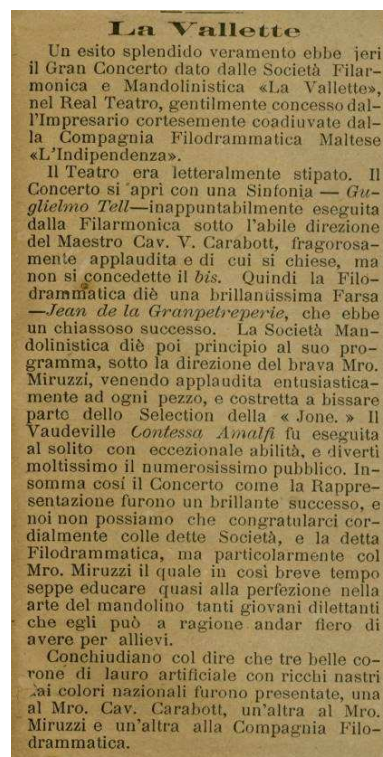 La Vallette
Un esito splendido veramento ebbe jeri
il Gran Concerto dato dalle Società Filar-
monica e Mandolinistica «La Vallette»,
nel Real Teatro, gentilmente concesso dal-
l'Impresario cortesemente coadiuvate dal-
la Compagnia Filodrammatica Maltese
«L'Indipendenza».
Il Teatro era letteralmente stipato. Il
Concerto si apri con una Sinfonia — Gu-
glielmo Tell—inappuntabilmente eseguita
dalla Filarmonica sotto l'abile direzione
del Maestro Cav. V. Carabott, fragorosa-
mente applaudita e di cui si chiese, ma
non si concedette il bis. Quindi la Filo-
drammatica diè una brillantissima Farsa
—Jean de la Granpetreperie, che ebbe
un chiassoso successo. La Società Man-
dolinistica diè poi principio al suo pro-
gramma, sotto la direzione del brava Mro.
Miruzzi, venendo applaudita entusiastica-
mente ad ogni pezzo, e costretta a bissare
parte dello Selection della « Jone. » Il
Vaudeville Contessa Amalfi fu eseguita
al solito con eccezionale abilità, e divertì
moltissimo il numerosissimo pubblico. In-
somma cosí il Concerto come la Rappre-
sentazione furono un brillante successo, e
noi non possiamo che congratularci cor-
dialmente colle dette Società, e la detta
Filodrammatica, ma particolarmente col
Mro. Miruzzi il quale in cosi breve tempo
seppe educare quasi alla perfezione nella
arte del mandolino tanti giovani dilettanti
che egli può a ragione andar fiero di
avere per allievi.
Conchiudiano col dire che tre belle co-
rone di lauro artificiale con ricchi nastri
dai colori nazionali furono presentate, una
al Mro. Cav. Carabott, un'altra al Mro.
Miruzzi e un'altra alla Compagnia Filo-
drammatica.